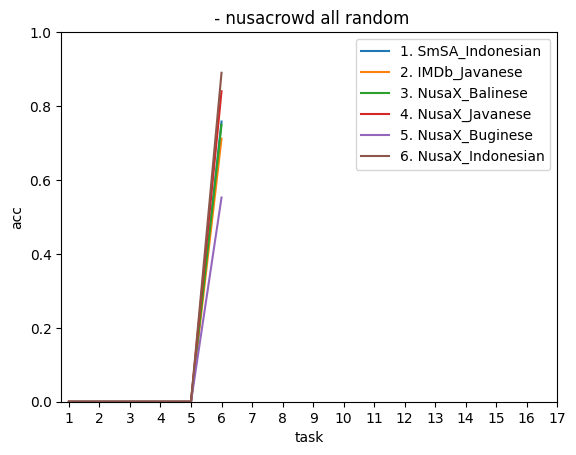 - nusacrowd all random
1.0
0.8
0.6
0.4
0.2
0.0
acc
1. SmSA_Indonesian
2. IMDb_Javanese
3. NusaX_Balinese
4. NusaX_Javanese
5. NusaX_Buginese
6. NusaX_Indonesian
1 2 3 4 5 6 7 8 9 10 11 12 13 14 15 16 17
task